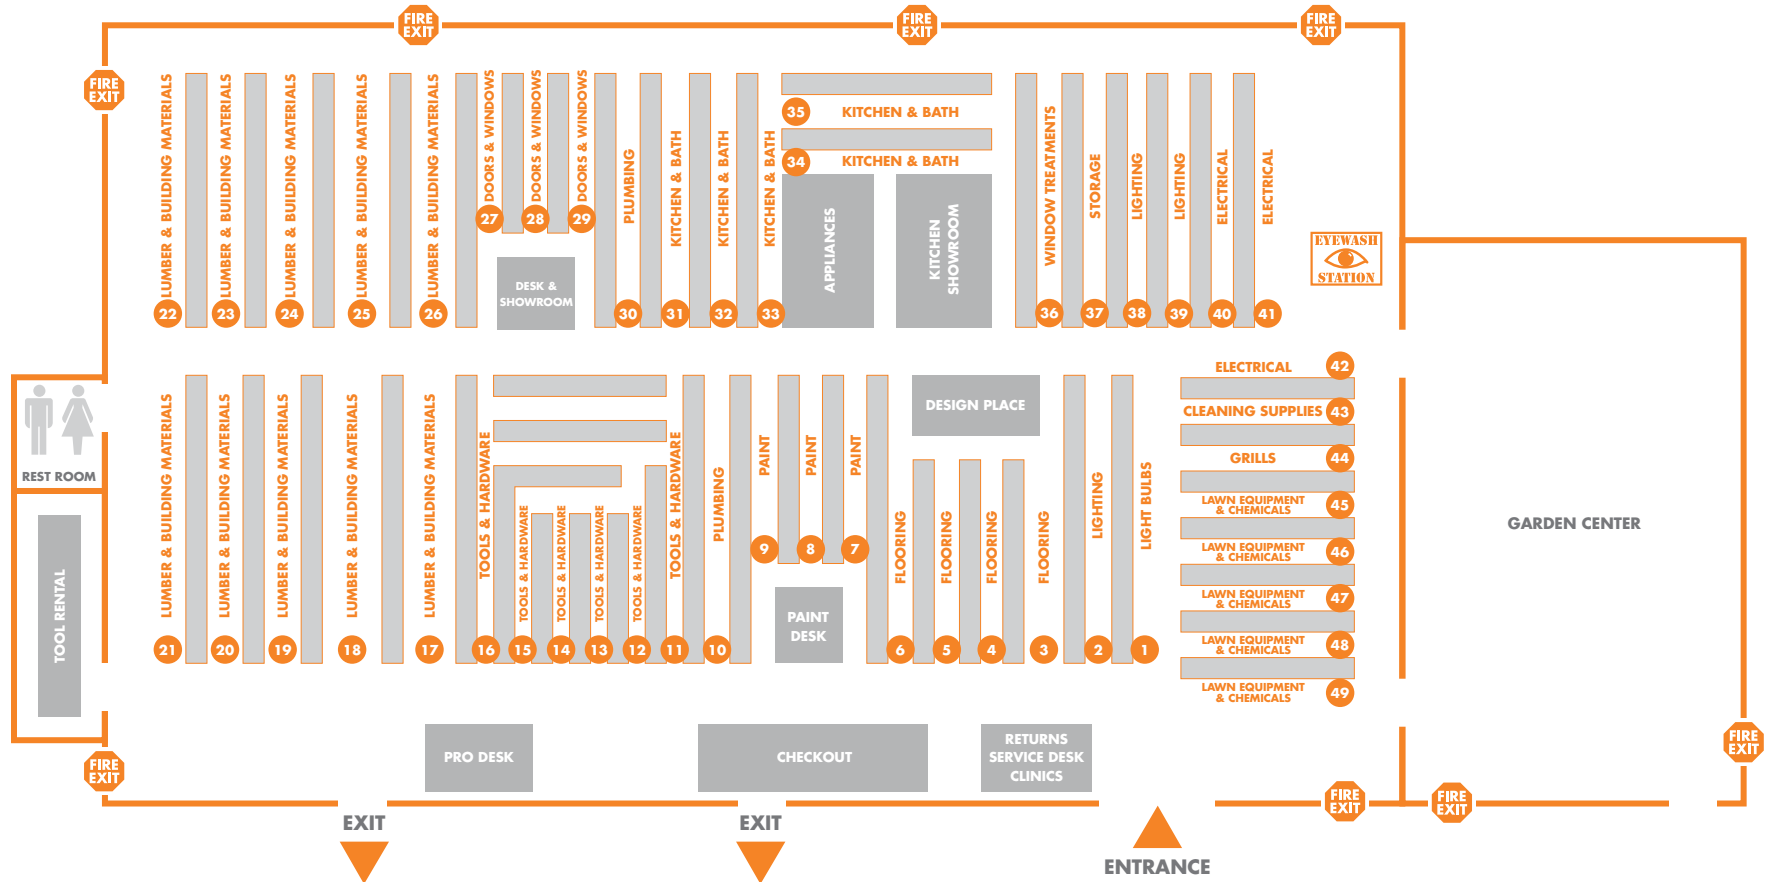 FIRE
EXIT
FIRE
EXIT
FIRE
EXIT
FIRE
EXIT
LUMBER & BUILDING MATERIALS
22
LUMBER & BUILDING MATERIALS
23
LUMBER & BUILDING MATERIALS
24
LUMBER & BUILDING MATERIALS
25
LUMBER & BUILDING MATERIALS
26
DOORS & WINDOWS
27
DOORS & WINDOWS
28
DOORS & WINDOWS
29
DESK &
SHOWROOM
PLUMBING
30
KITCHEN & BATH
31
KITCHEN & BATH
32
KITCHEN & BATH
33
35
KITCHEN & BATH
34
KITCHEN & BATH
APPLIANCES
KITCHEN
SHOWROOM
WINDOW TREATMENTS
36
STORAGE
37
LIGHTING
38
LIGHTING
39
ELECTRICAL
40
ELECTRICAL
41
EYEWASH
STATION
REST ROOM
TOOL RENTAL
LUMBER & BUILDING MATERIALS
21
LUMBER & BUILDING MATERIALS
20
LUMBER & BUILDING MATERIALS
19
LUMBER & BUILDING MATERIALS
18
LUMBER & BUILDING MATERIALS
17
TOOLS & HARDWARE
16
TOOLS & HARDWARE
15
TOOLS & HARDWARE
14
TOOLS & HARDWARE
13
TOOLS & HARDWARE
12
TOOLS & HARDWARE
11
PLUMBING
10
PAINT
9
PAINT
8
PAINT
7
PAINT
DESK
DESIGN PLACE
FLOORING
6
FLOORING
5
FLOORING
4
FLOORING
3
LIGHTING
2
LIGHT BULBS
1
ELECTRICAL
42
CLEANING SUPPLIES
43
GRILLS
44
LAWN EQUIPMENT
& CHEMICALS
45
LAWN EQUIPMENT
& CHEMICALS
46
LAWN EQUIPMENT
& CHEMICALS
47
LAWN EQUIPMENT
& CHEMICALS
48
LAWN EQUIPMENT
& CHEMICALS
49
GARDEN CENTER
PRO DESK
CHECKOUT
RETURNS
SERVICE DESK
CLINICS
FIRE
EXIT
FIRE
EXIT
FIRE
EXIT
FIRE
EXIT
EXIT
EXIT
ENTRANCE